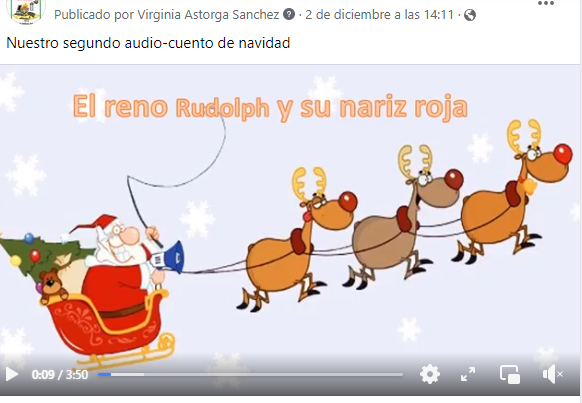 Publicado por Virginia Astorga Sanchez · 2 de diciembre a las 14:11 ·
Nuestro segundo audio-cuento de navidad
El reno Rudolph y su nariz roja
0:09 / 3:50